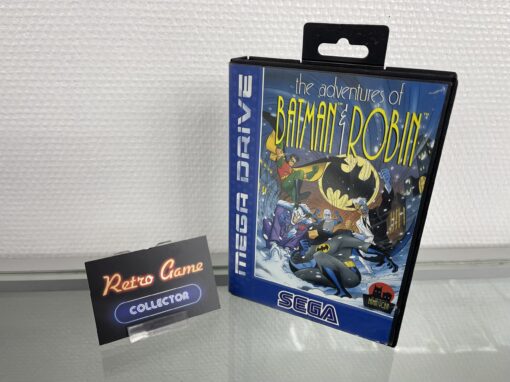 the adventures of
BATMAN & ROBIN
MEGA DRIVE
SEGA
Retro Game
COLLECTOR